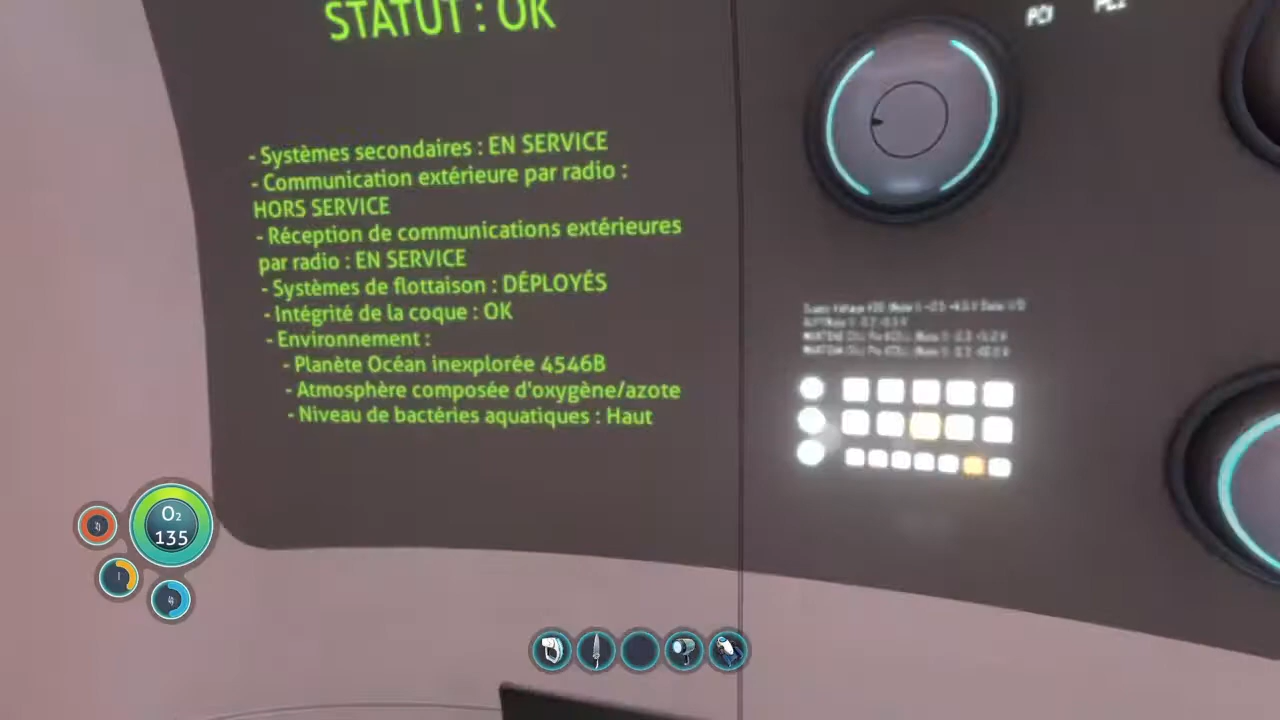 STATUT : OK
- Systèmes secondaires : EN SERVICE
- Communication extérieure par radio :
HORS SERVICE
- Réception de communications extérieures
par radio : EN SERVICE
- Systèmes de flottaison : DÉPLOYÉS
- Intégrité de la coque : OK
- Environnement :
- Planète Océan inexplorée 4546B
- Atmosphère composée d'oxygène/azote
- Niveau de bactéries aquatiques : Haut
O₂
135